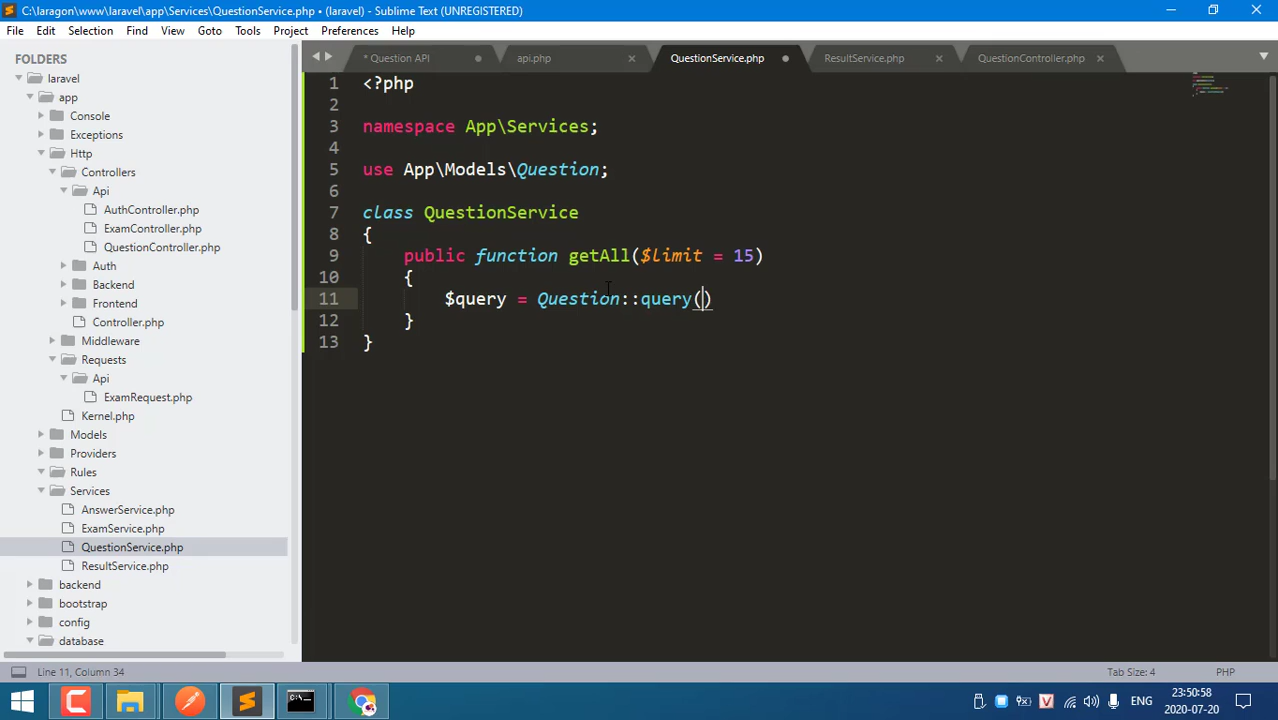 C:\laragon\www\laravel\app\Services\QuestionService.php • (laravel) - Sublime Text (UNREGISTERED)
File Edit Selection Find View Goto Tools Project Preferences Help
FOLDERS
laravel
app
Console
Exceptions
Http
Controllers
Api
AuthController.php
ExamController.php
QuestionController.php
Auth
Backend
Frontend
Controller.php
Middleware
Requests
Api
ExamRequest.php
Kernel.php
Models
Providers
Rules
Services
AnswerService.php
ExamService.php
QuestionService.php
ResultService.php
backend
bootstrap
config
database
* Question API api.php QuestionService.php ResultService.php QuestionController.php
1 <?php
2
3 namespace App\Services;
4
5 use App\Models\Question;
6
7 class QuestionService
8 {
9 public function getAll($limit = 15)
10 {
11 $query = Question::query()
12 }
13 }
Line 11, Column 34 Tab Size: 4 PHP
C:\_ V ENG 23:50:58
2020-07-20